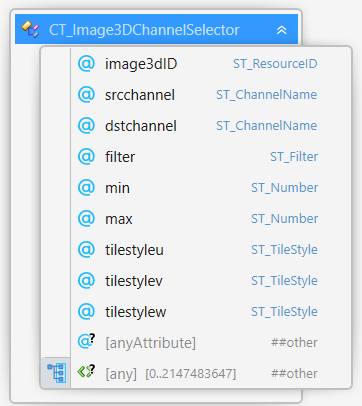 CT_Image3DChannelSelector
image3dID ST_ResourceID
srcchannel ST_ChannelName
dstchannel ST_ChannelName
filter ST_Filter
min ST_Number
max ST_Number
tilestyleu ST_TileStyle
tilestylev ST_TileStyle
tilestylew ST_TileStyle
[anyAttribute] ##other
[any] [0..2147483647] ##other